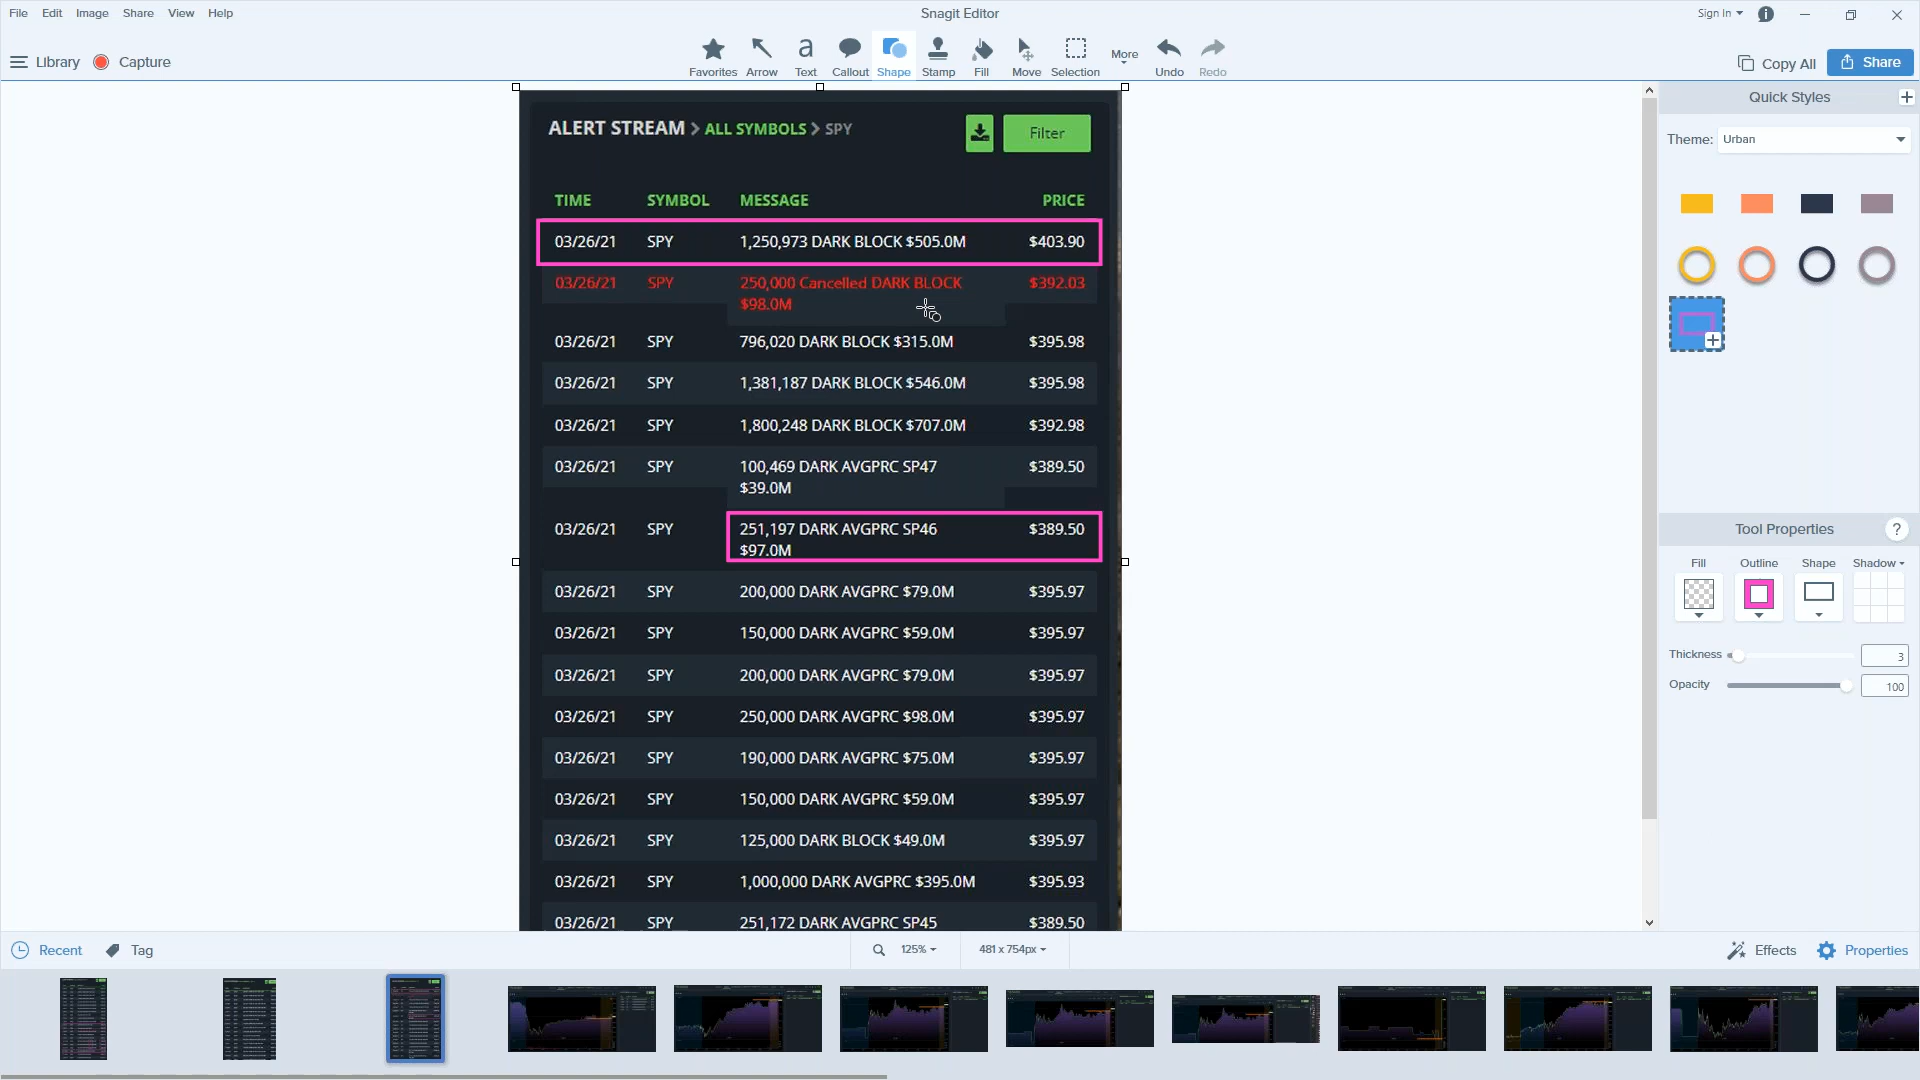 File Edit Image Share View Help
Snagit Editor
Sign In
Library Capture
Favorites Arrow Text Callout Shape Stamp Fill Move Selection More Undo Redo
Copy All Share
ALERT STREAM > ALL SYMBOLS > SPY
Filter
TIME SYMBOL MESSAGE PRICE
03/26/21 SPY 1,250,973 DARK BLOCK $505.0M $403.90
03/26/21 SPY 250,000 Cancelled DARK BLOCK $392.03
$98.0M
03/26/21 SPY 796,020 DARK BLOCK $315.0M $395.98
03/26/21 SPY 1,381,187 DARK BLOCK $546.0M $395.98
03/26/21 SPY 1,800,248 DARK BLOCK $707.0M $392.98
03/26/21 SPY 100,469 DARK AVGPRC SP47 $389.50
$39.0M
03/26/21 SPY 251,197 DARK AVGPRC SP46 $389.50
$97.0M
03/26/21 SPY 200,000 DARK AVGPRC $79.0M $395.97
03/26/21 SPY 150,000 DARK AVGPRC $59.0M $395.97
03/26/21 SPY 200,000 DARK AVGPRC $79.0M $395.97
03/26/21 SPY 250,000 DARK AVGPRC $98.0M $395.97
03/26/21 SPY 190,000 DARK AVGPRC $75.0M $395.97
03/26/21 SPY 150,000 DARK AVGPRC $59.0M $395.97
03/26/21 SPY 125,000 DARK BLOCK $49.0M $395.97
03/26/21 SPY 1,000,000 DARK AVGPRC $395.0M $395.93
03/26/21 SPY 251,172 DARK AVGPRC SP45 $389.50
Quick Styles
Theme: Urban
Tool Properties ?
Fill Outline Shape Shadow
Thickness 3
Opacity 100
Recent Tag
125% 481 x 754px
Effects Properties